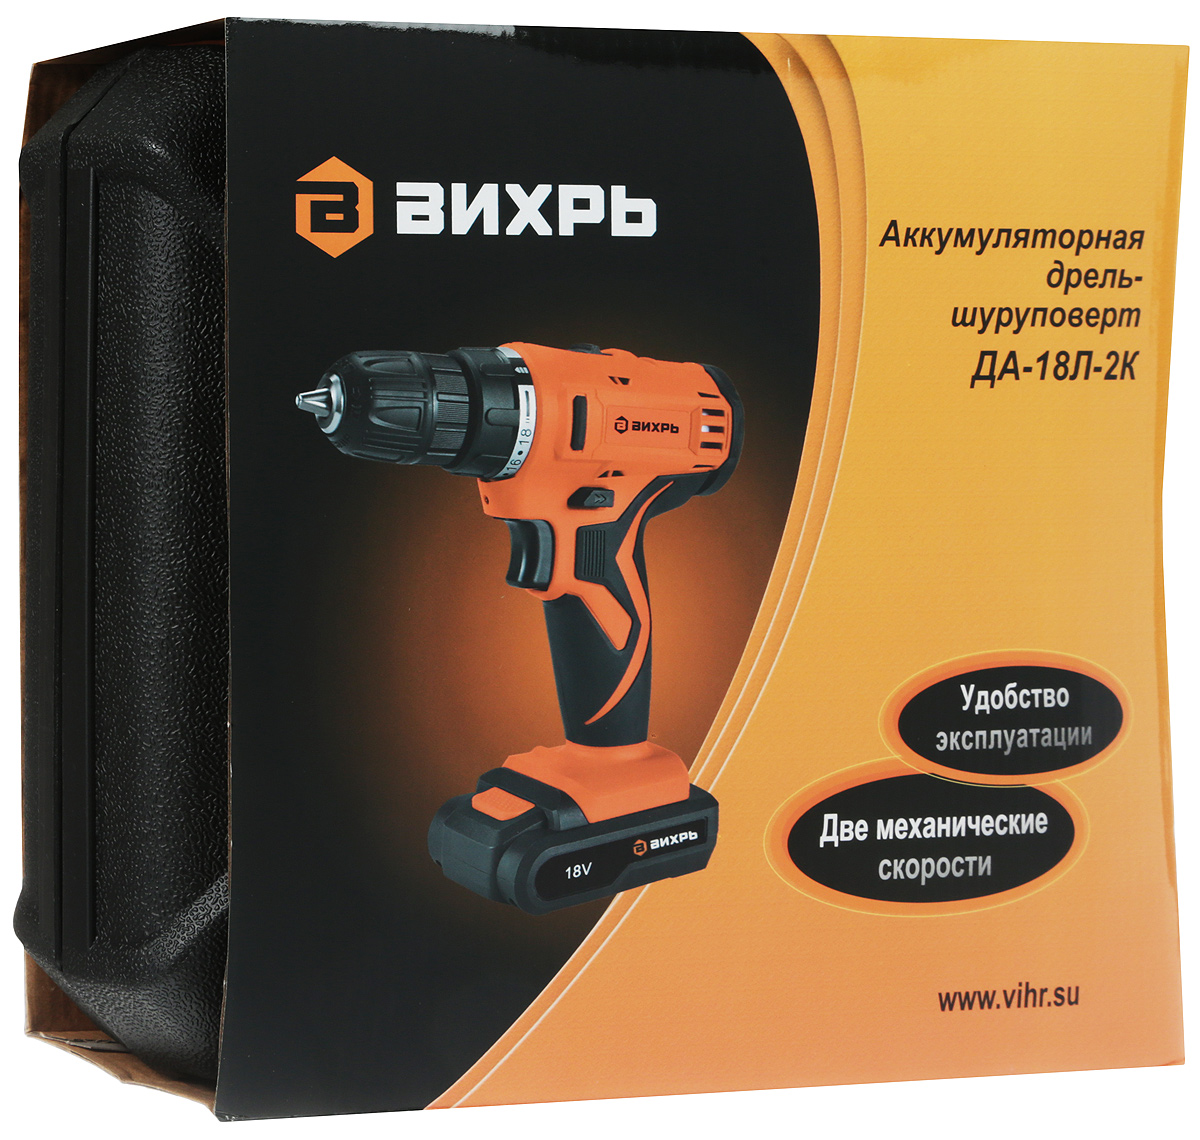 ВИХРЬ
Аккумуляторная
дрель-
шуруповерт
ДА-18Л-2К
ВИХРЬ
16 • 18
Удобство
эксплуатации
Две механические
скорости
ВИХРЬ
18V
www.vihr.su